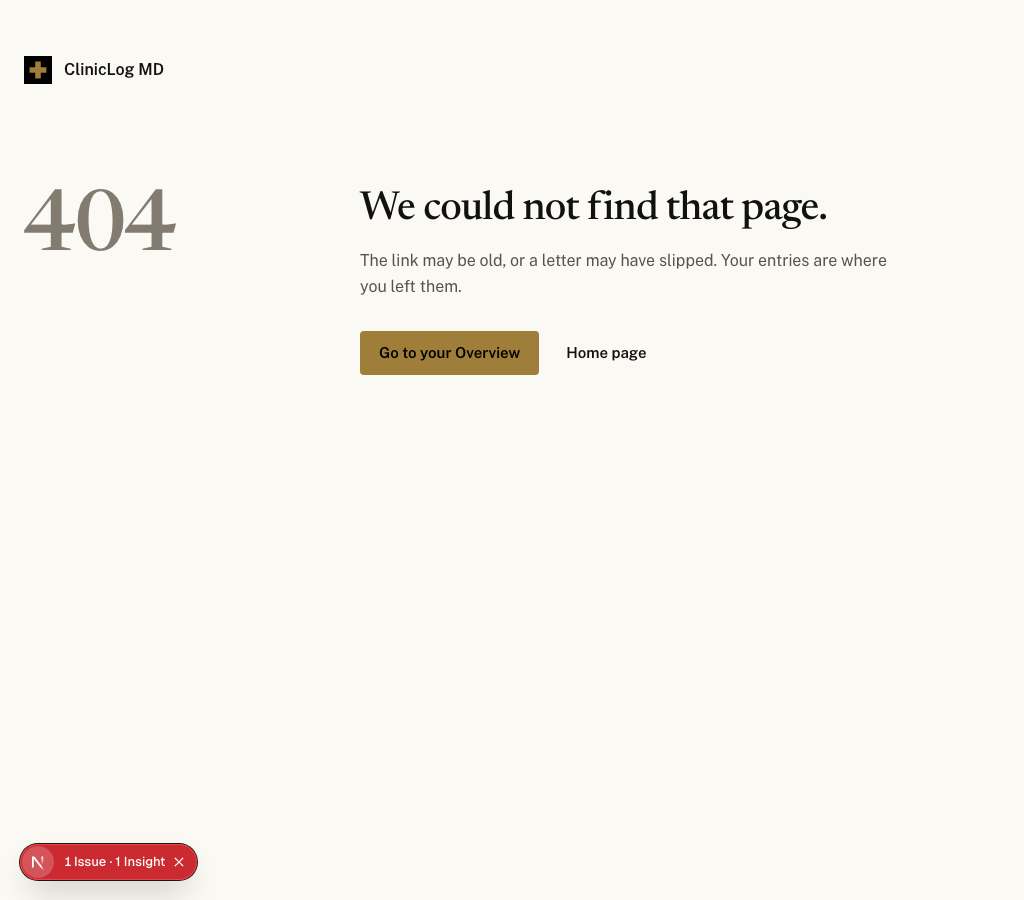 ClinicLog MD
404
We could not find that page.
The link may be old, or a letter may have slipped. Your entries are where
you left them.
Go to your Overview
Home page
1 Issue · 1 Insight